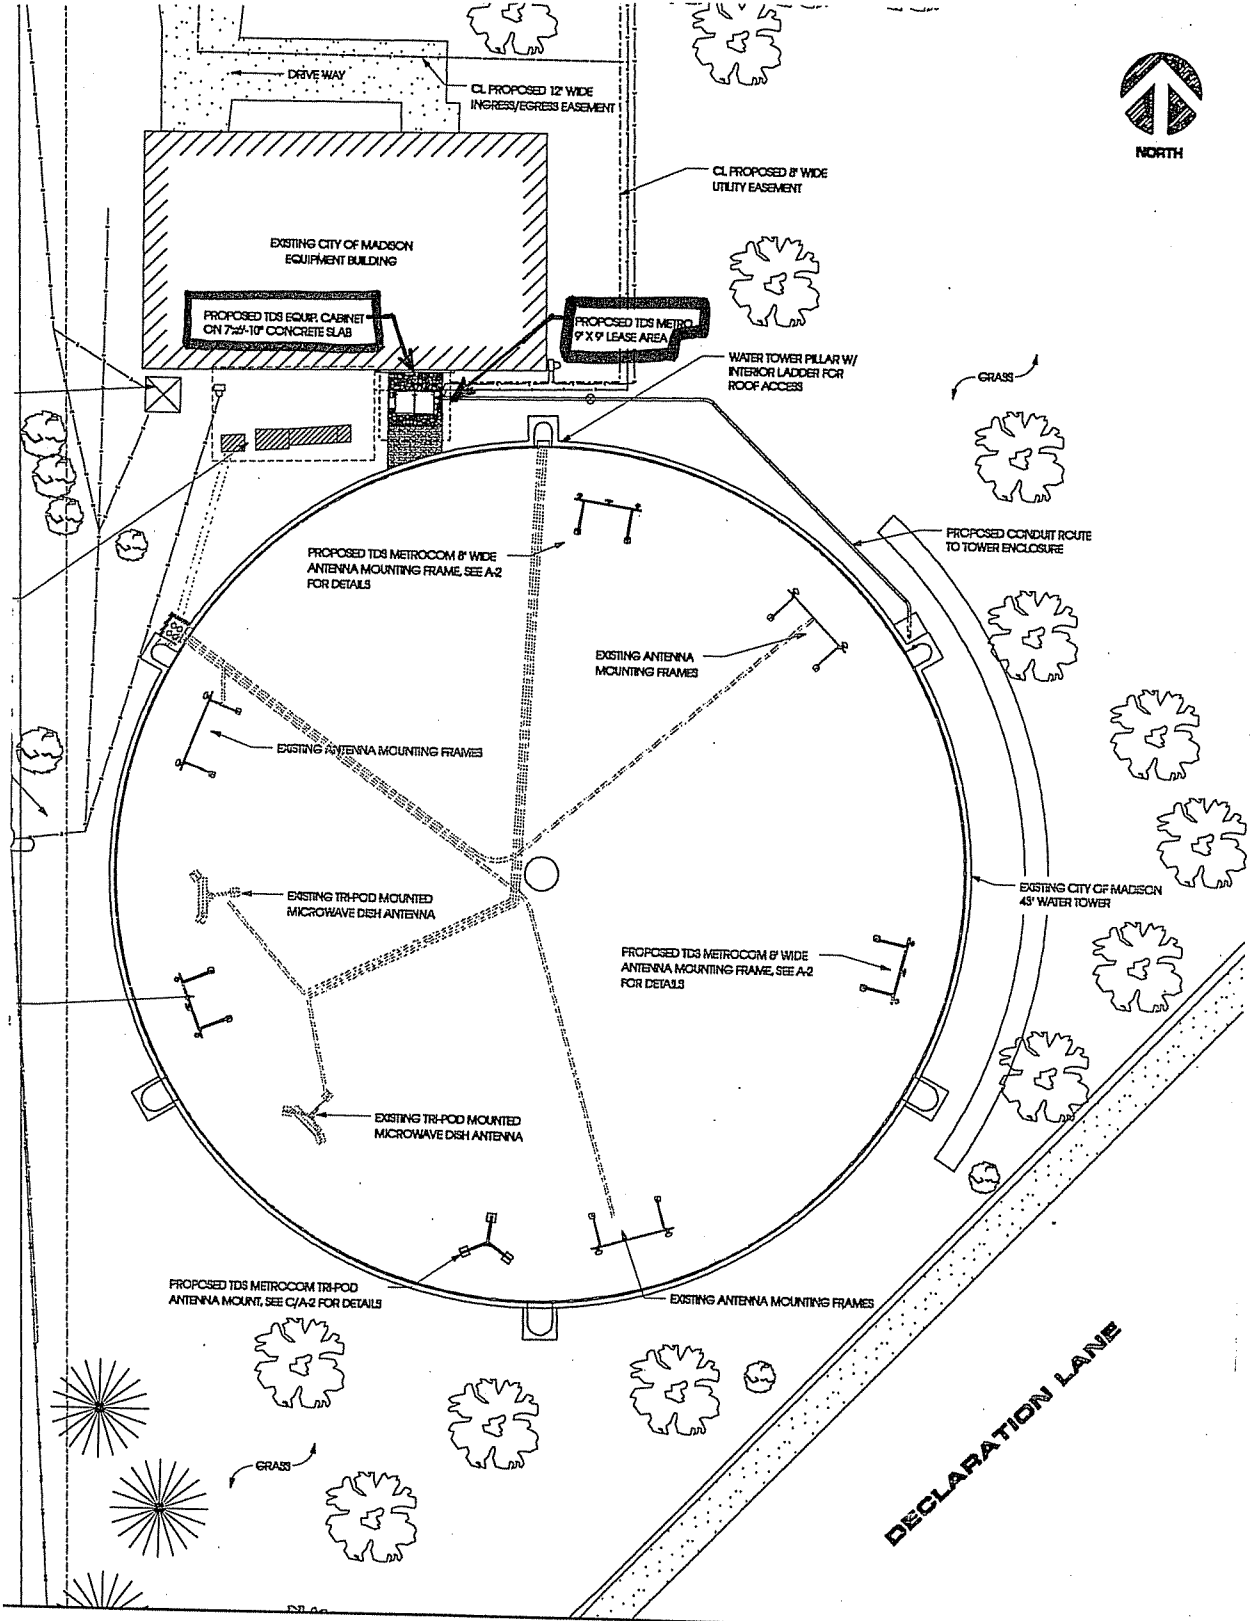 DRIVE WAY
CL PROPOSED 12' WIDE
INGRESS/EGRESS EASEMENT
NORTH
CL PROPOSED 8' WIDE
UTILITY EASEMENT
EXISTING CITY OF MADISON
EQUIPMENT BUILDING
PROPOSED TDS EQUIP. CABINET
ON CONCRETE SLAB
PROPOSED TDS METRO
9' X 9' LEASE AREA
WATER TOWER PILLAR W/
INTERIOR LADDER FOR
ROOF ACCESS
GRASS
PROPOSED CONDUIT ROUTE
TO TOWER ENCLOSURE
PROPOSED TDS METROCOM 8' WIDE
ANTENNA MOUNTING FRAME, SEE A-2
FOR DETAILS
EXISTING ANTENNA
MOUNTING FRAMES
EXISTING ANTENNA MOUNTING FRAMES
EXISTING TRI-POD MOUNTED
MICROWAVE DISH ANTENNA
EXISTING CITY OF MADISON
43' WATER TOWER
PROPOSED TDS METROCOM 8' WIDE
ANTENNA MOUNTING FRAME, SEE A-2
FOR DETAILS
EXISTING TRI-POD MOUNTED
MICROWAVE DISH ANTENNA
PROPOSED TDS METROCOM TRI-POD
ANTENNA MOUNT, SEE C/A-2 FOR DETAILS
EXISTING ANTENNA MOUNTING FRAMES
DECLARATION LANE
GRASS